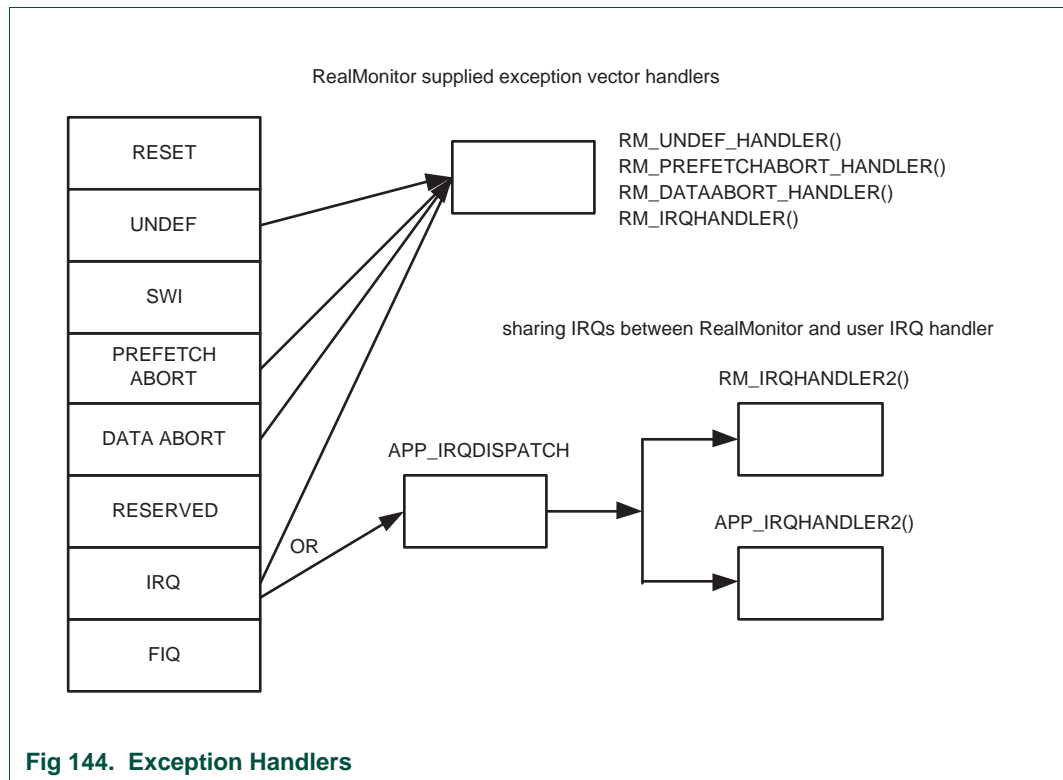 RealMonitor supplied exception vector handlers
RESET
UNDEF
SWI
PREFETCH
ABORT
DATA ABORT
RESERVED
IRQ
FIQ
RM_UNDEF_HANDLER()
RM_PREFETCHABORT_HANDLER()
RM_DATAABORT_HANDLER()
RM_IRQHANDLER()
sharing IRQs between RealMonitor and user IRQ handler
RM_IRQHANDLER2()
APP_IRQDISPATCH
APP_IRQHANDLER2()
OR
Fig 144. Exception Handlers